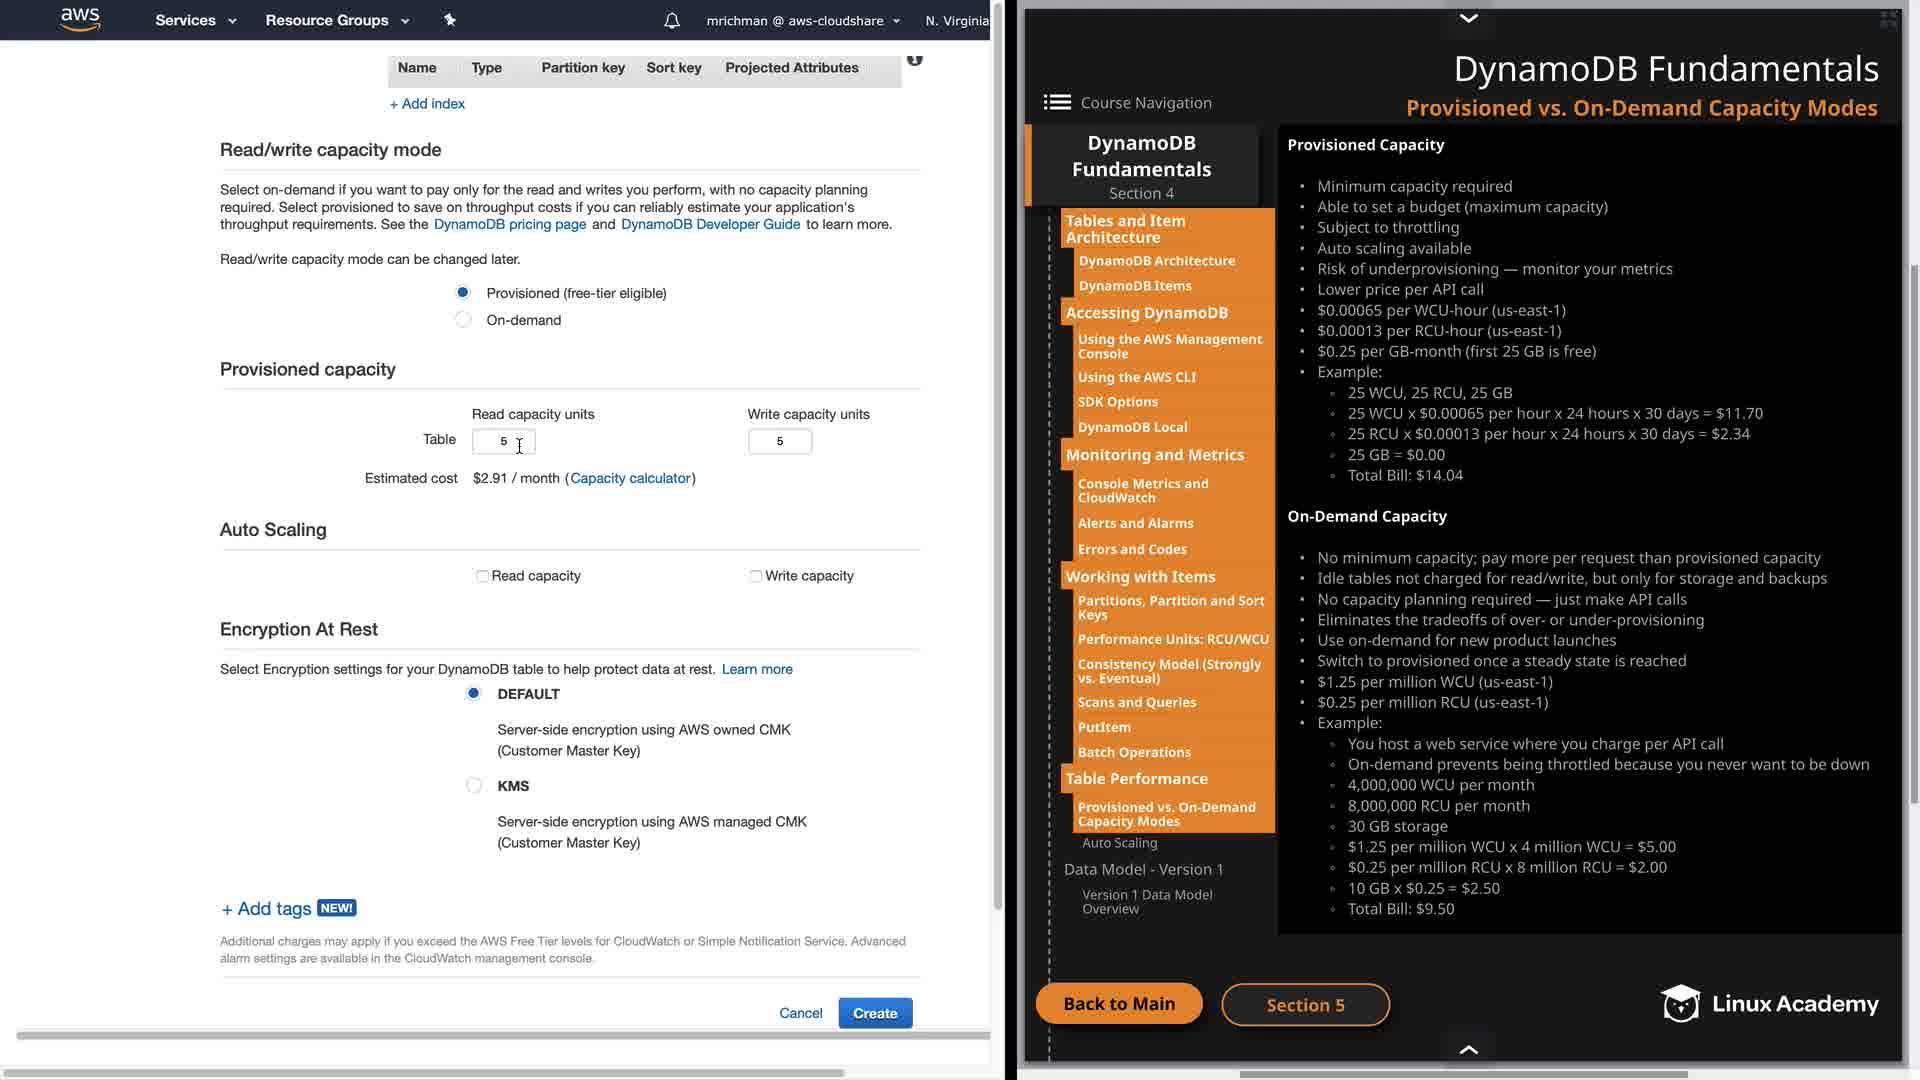 aws
Services
Resource Groups
mrichman @ aws-cloudshare
N. Virginia
Name
Type
Partition key
Sort key
Projected Attributes
+ Add index
Read/write capacity mode
Select on-demand if you want to pay only for the read and writes you perform, with no capacity planning
required. Select provisioned to save on throughput costs if you can reliably estimate your application's
throughput requirements. See the DynamoDB pricing page and DynamoDB Developer Guide to learn more.
Read/write capacity mode can be changed later.
Provisioned (free-tier eligible)
On-demand
Provisioned capacity
Read capacity units
Write capacity units
Table
5
5
Estimated cost
$2.91 / month (Capacity calculator)
Auto Scaling
Read capacity
Write capacity
Encryption At Rest
Select Encryption settings for your DynamoDB table to help protect data at rest. Learn more
DEFAULT
Server-side encryption using AWS owned CMK
(Customer Master Key)
KMS
Server-side encryption using AWS managed CMK
(Customer Master Key)
+ Add tags NEW!
Additional charges may apply if you exceed the AWS Free Tier levels for CloudWatch or Simple Notification Service. Advanced
alarm settings are available in the CloudWatch management console.
Cancel
Create
DynamoDB Fundamentals
Provisioned vs. On-Demand Capacity Modes
Course Navigation
DynamoDB
Fundamentals
Section 4
Tables and Item
Architecture
DynamoDB Architecture
DynamoDB Items
Accessing DynamoDB
Using the AWS Management
Console
Using the AWS CLI
SDK Options
DynamoDB Local
Monitoring and Metrics
Console Metrics and
CloudWatch
Alerts and Alarms
Errors and Codes
Working with Items
Partitions, Partition and Sort
Keys
Performance Units: RCU/WCU
Consistency Model (Strongly
vs. Eventual)
Scans and Queries
PutItem
Batch Operations
Table Performance
Provisioned vs. On-Demand
Capacity Modes
Auto Scaling
Data Model - Version 1
Version 1 Data Model
Overview
Provisioned Capacity
• Minimum capacity required
• Able to set a budget (maximum capacity)
• Subject to throttling
• Auto scaling available
• Risk of underprovisioning — monitor your metrics
• Lower price per API call
• $0.00065 per WCU-hour (us-east-1)
• $0.00013 per RCU-hour (us-east-1)
• $0.25 per GB-month (first 25 GB is free)
• Example:
◦ 25 WCU, 25 RCU, 25 GB
◦ 25 WCU x $0.00065 per hour x 24 hours x 30 days = $11.70
◦ 25 RCU x $0.00013 per hour x 24 hours x 30 days = $2.34
◦ 25 GB = $0.00
◦ Total Bill: $14.04
On-Demand Capacity
• No minimum capacity; pay more per request than provisioned capacity
• Idle tables not charged for read/write, but only for storage and backups
• No capacity planning required — just make API calls
• Eliminates the tradeoffs of over- or under-provisioning
• Use on-demand for new product launches
• Switch to provisioned once a steady state is reached
• $1.25 per million WCU (us-east-1)
• $0.25 per million RCU (us-east-1)
• Example:
◦ You host a web service where you charge per API call
◦ On-demand prevents being throttled because you never want to be down
◦ 4,000,000 WCU per month
◦ 8,000,000 RCU per month
◦ 30 GB storage
◦ $1.25 per million WCU x 4 million WCU = $5.00
◦ $0.25 per million RCU x 8 million RCU = $2.00
◦ 10 GB x $0.25 = $2.50
◦ Total Bill: $9.50
Back to Main
Section 5
Linux Academy